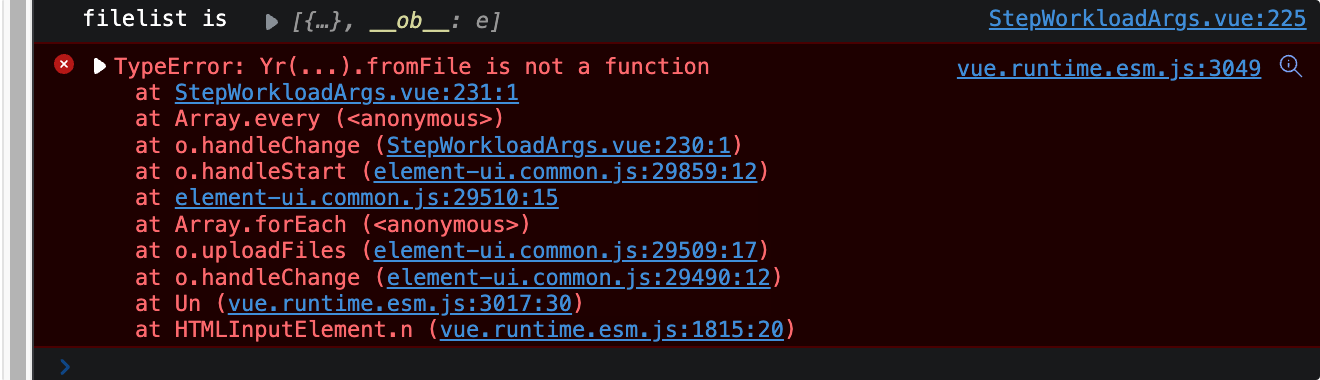 filelist is ▶ [{…}, __ob__: e] StepWorkloadArgs.vue:225
▶TypeError: Yr(...).fromFile is not a function vue.runtime.esm.js:3049
at StepWorkloadArgs.vue:231:1
at Array.every (<anonymous>)
at o.handleChange (StepWorkloadArgs.vue:230:1)
at o.handleStart (element-ui.common.js:29859:12)
at element-ui.common.js:29510:15
at Array.forEach (<anonymous>)
at o.uploadFiles (element-ui.common.js:29509:17)
at o.handleChange (element-ui.common.js:29490:12)
at Un (vue.runtime.esm.js:3017:30)
at HTMLInputElement.n (vue.runtime.esm.js:1815:20)